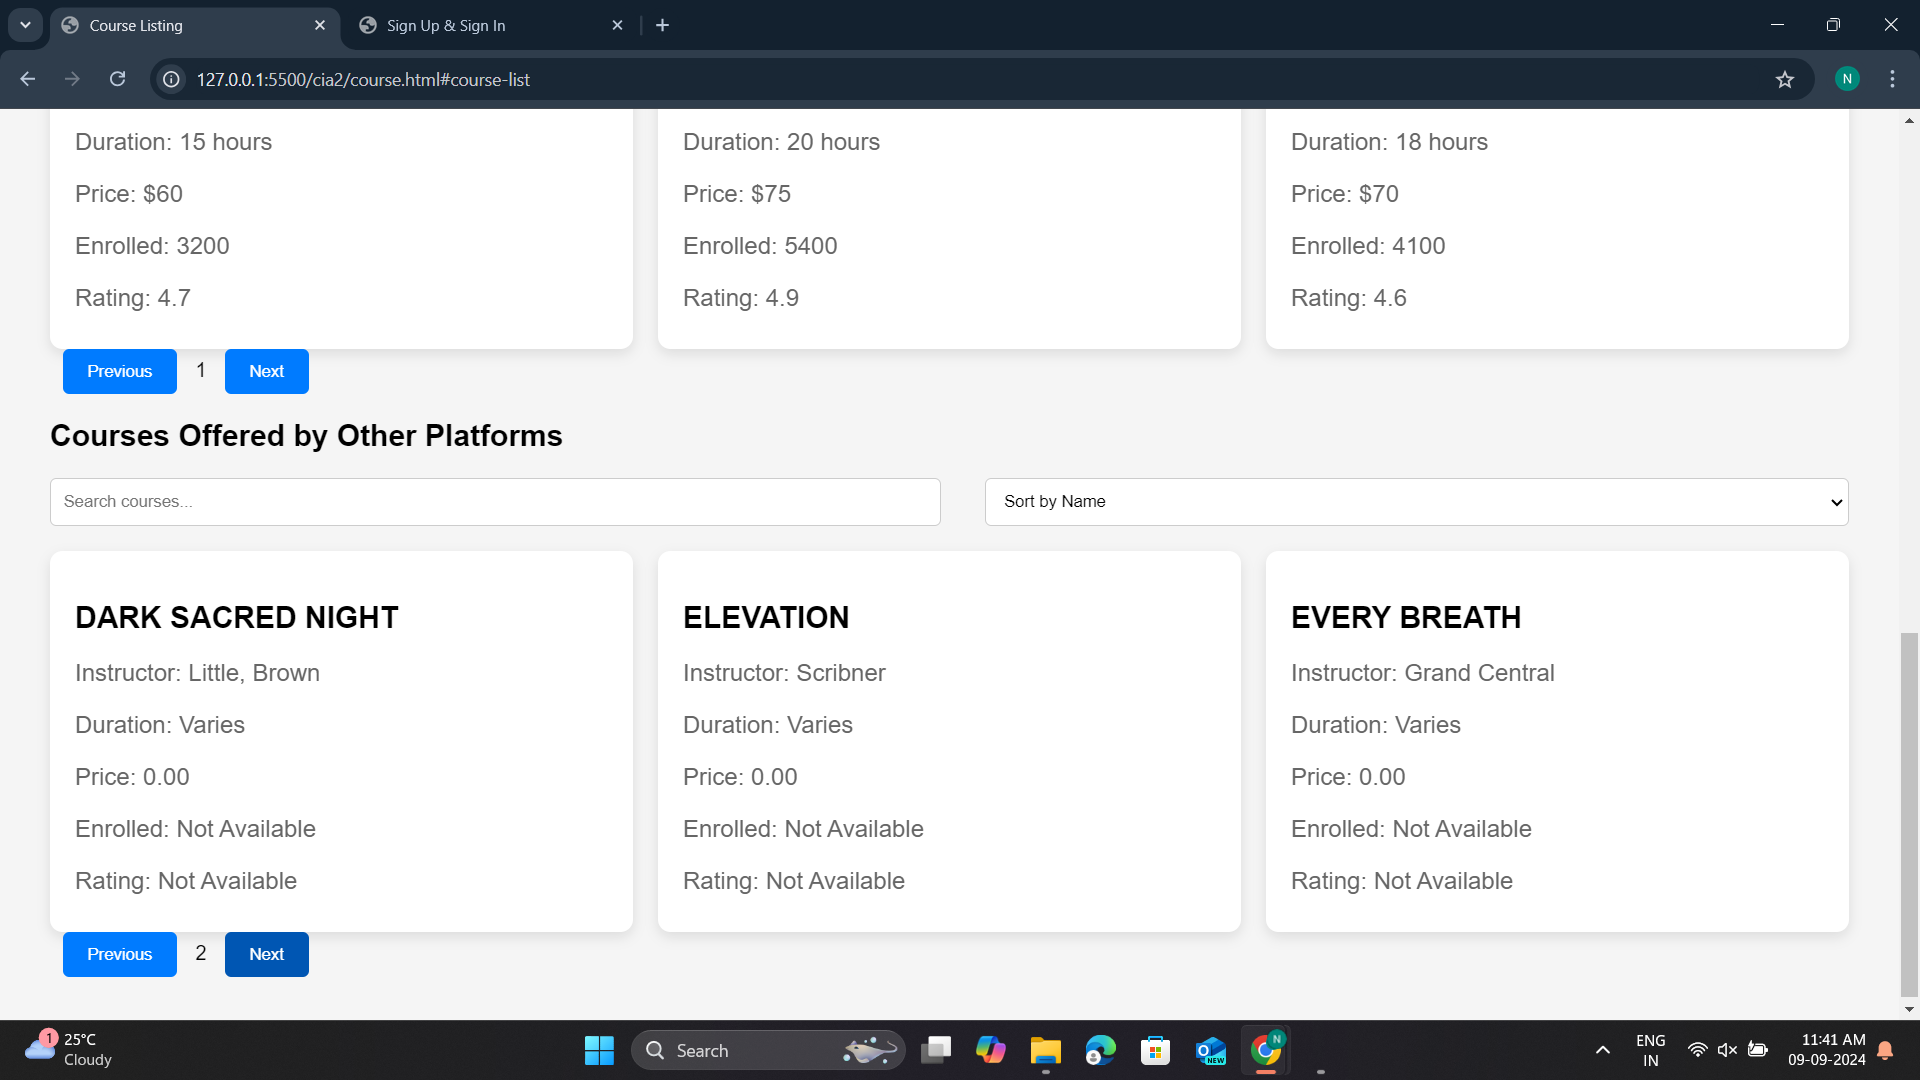 Course Listing
Sign Up & Sign In
127.0.0.1:5500/cia2/course.html#course-list
N
Duration: 15 hours
Duration: 20 hours
Duration: 18 hours
Price: $60
Price: $75
Price: $70
Enrolled: 3200
Enrolled: 5400
Enrolled: 4100
Rating: 4.7
Rating: 4.9
Rating: 4.6
Previous 1 Next
Courses Offered by Other Platforms
Search courses...
Sort by Name
DARK SACRED NIGHT
ELEVATION
EVERY BREATH
Instructor: Little, Brown
Instructor: Scribner
Instructor: Grand Central
Duration: Varies
Duration: Varies
Duration: Varies
Price: 0.00
Price: 0.00
Price: 0.00
Enrolled: Not Available
Enrolled: Not Available
Enrolled: Not Available
Rating: Not Available
Rating: Not Available
Rating: Not Available
Previous 2 Next
1
25°C
Cloudy
Search
NEW
N
ENG
IN
11:41 AM
09-09-2024